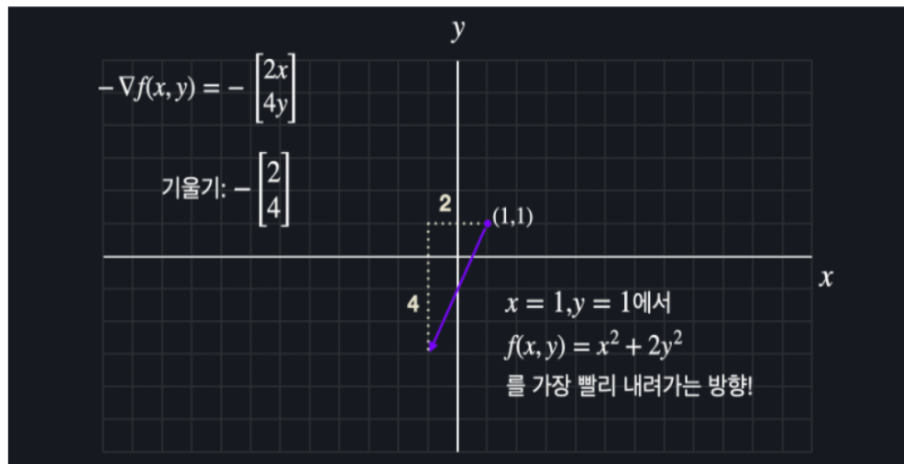 y
−∇f(x, y) = − [2x
4y]
기울기: − [2
4]
2
(1,1)
x
4
x = 1,y = 1에서
f(x, y) = x² + 2y²
를 가장 빨리 내려가는 방향!